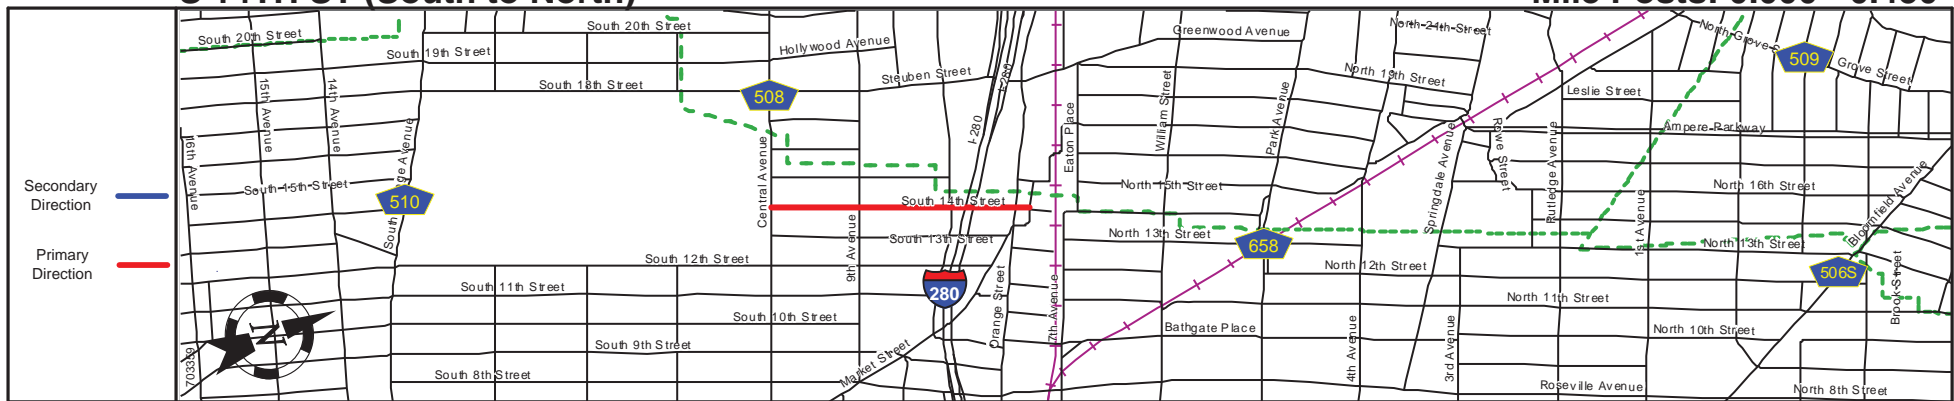 S 14TH ST (South to North)
Secondary
Direction
Primary
Direction
South 20th Street
South 20th Street
South 19th Street
Hollywood Avenue
Steuben Street
South 18th Street
508
15th Avenue
14th Avenue
16th Avenue
South 15th Street
510
Central Avenue
South 14th Street
9th Avenue
South 13th Street
South 12th Street
South 11th Street
South 10th Street
South 9th Street
South 8th Street
Market Street
280
I-280
I-280
Orange Street
7th Avenue
Eaton Place
703359
N
Greenwood Avenue
North 21th Street
North 19th Street
William Street
Park Avenue
North 15th Street
North 13th Street
658
North 12th Street
North 11th Street
Bathgate Place
North 10th Street
4th Avenue
3rd Avenue
Springdale Avenue
Rowe Street
Rutledge Avenue
1st Avenue
Leslie Street
Ampere Parkway
North 16th Street
North 13th Street
509
Grove Street
Bloomfield Avenue
506S
Brook Street
Roseville Avenue
North 8th Street